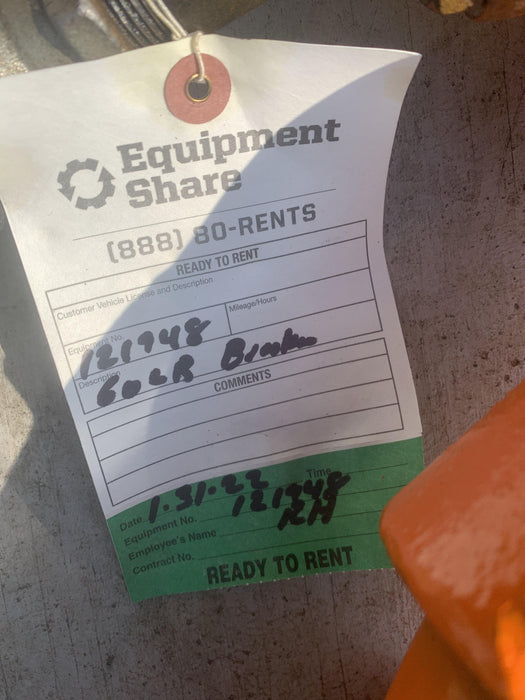 Equipment
Share
(888) 80-RENTS
READY TO RENT
Customer Vehicle License and Description
Equipment No. 121948
Mileage/Hours
Description 60LR Breaker
COMMENTS
Date 1.31.22 Time
Equipment No. 121948
Employee's Name RH
Contract No.
READY TO RENT